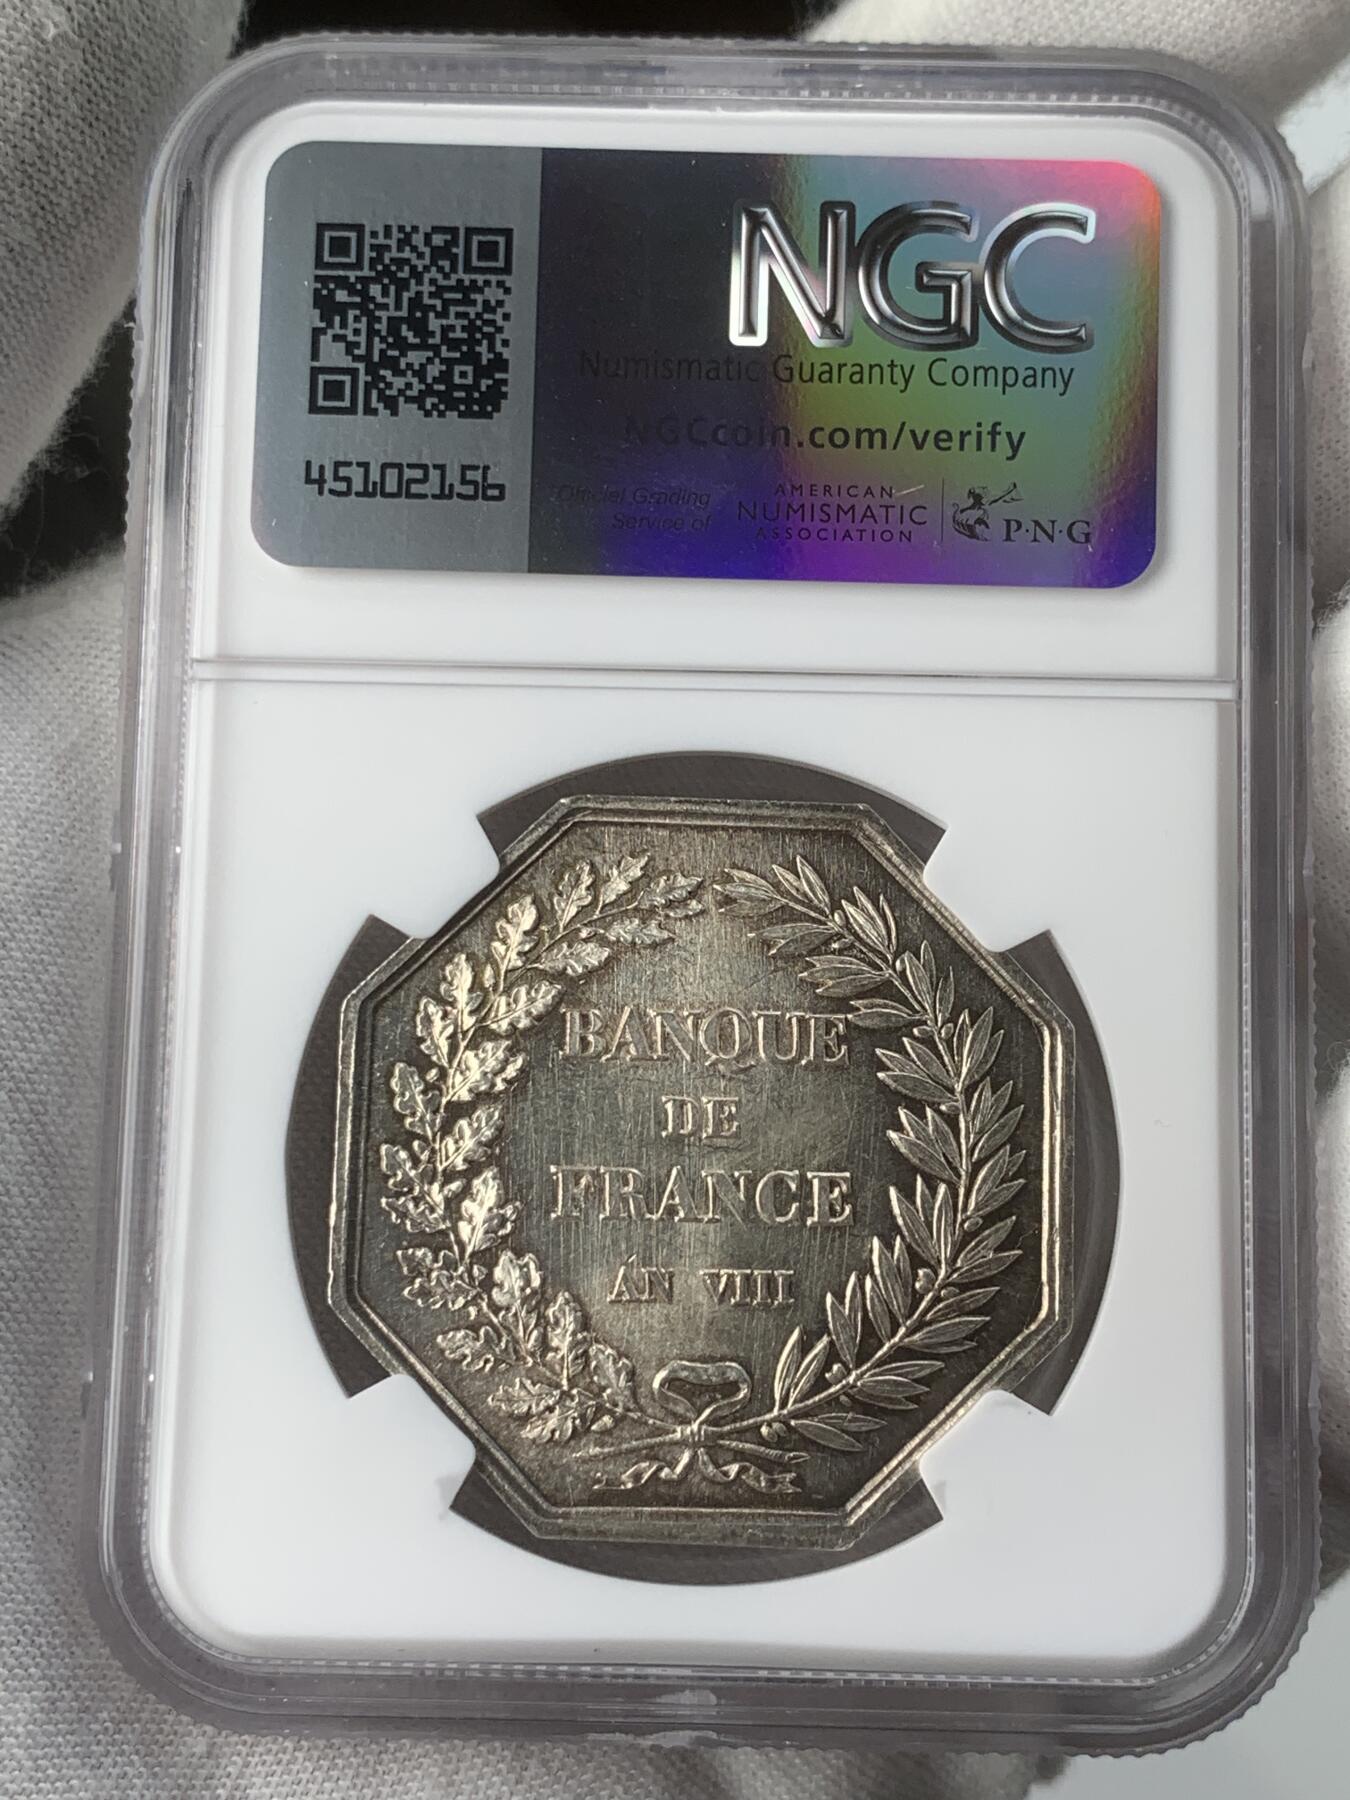 NGC
Numismatic Guaranty Company
NGCcoin.com/verify
45102156
Official Grading
Service of
AMERICAN
NUMISMATIC
ASSOCIATION
P·N·G
BANQUE
DE
FRANCE
AN VIII